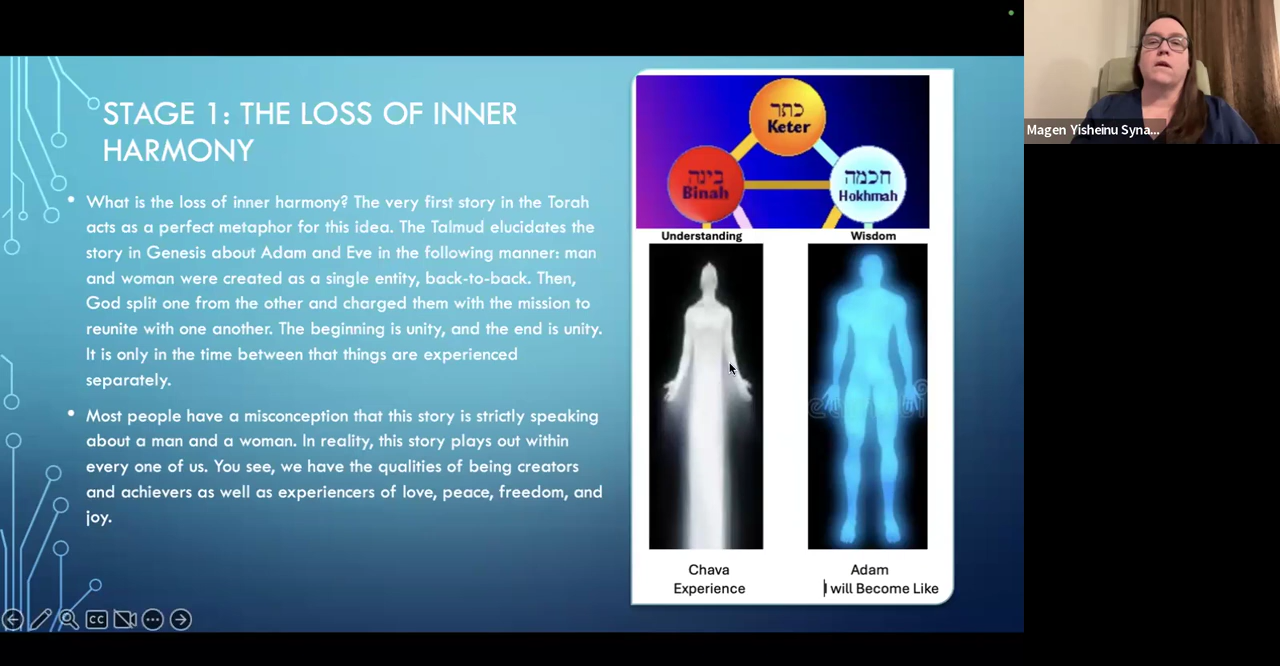 STAGE 1: THE LOSS OF INNER
HARMONY
• What is the loss of inner harmony? The very first story in the Torah
acts as a perfect metaphor for this idea. The Talmud elucidates the
story in Genesis about Adam and Eve in the following manner: man
and woman were created as a single entity, back-to-back. Then,
God split one from the other and charged them with the mission to
reunite with one another. The beginning is unity, and the end is unity.
It is only in the time between that things are experienced
separately.
• Most people have a misconception that this story is strictly speaking
about a man and a woman. In reality, this story plays out within
every one of us. You see, we have the qualities of being creators
and achievers as well as experiencers of love, peace, freedom, and
joy.
כתר
Keter
בינה
Binah
חכמה
Hokhmah
Understanding
Wisdom
Chava
Experience
Adam
I will Become Like
CC
Magen Yisheinu Syna...